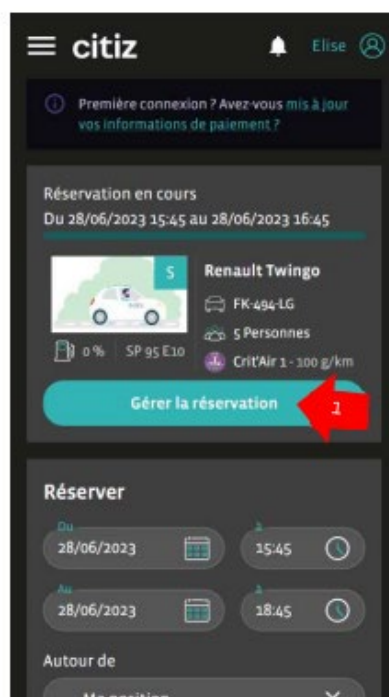 citiz
Elise
Première connexion ? Avez-vous mis à jour
vos informations de paiement ?
Réservation en cours
Du 28/06/2023 15:45 au 28/06/2023 16:45
S
Renault Twingo
FK-494-LG
5 Personnes
0 % SP 95 E10
Crit'Air 1 - 100 g/km
Gérer la réservation
1
Réserver
Du à
28/06/2023 15:45
Au à
28/06/2023 18:45
Autour de
Ma position